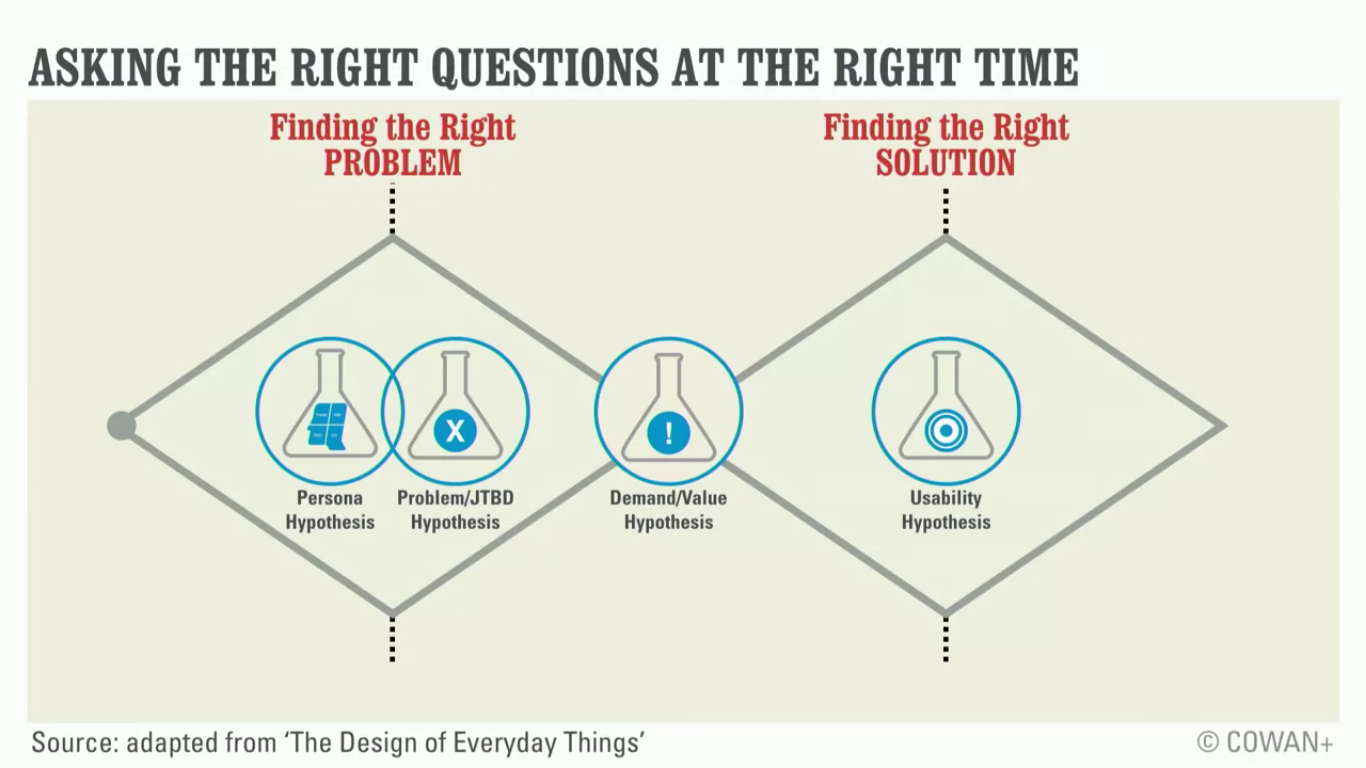 ASKING THE RIGHT QUESTIONS AT THE RIGHT TIME
Finding the Right
PROBLEM
Finding the Right
SOLUTION
X
!
Persona
Hypothesis
Problem/JTBD
Hypothesis
Demand/Value
Hypothesis
Usability
Hypothesis
Source: adapted from ‘The Design of Everyday Things’
© COWAN+